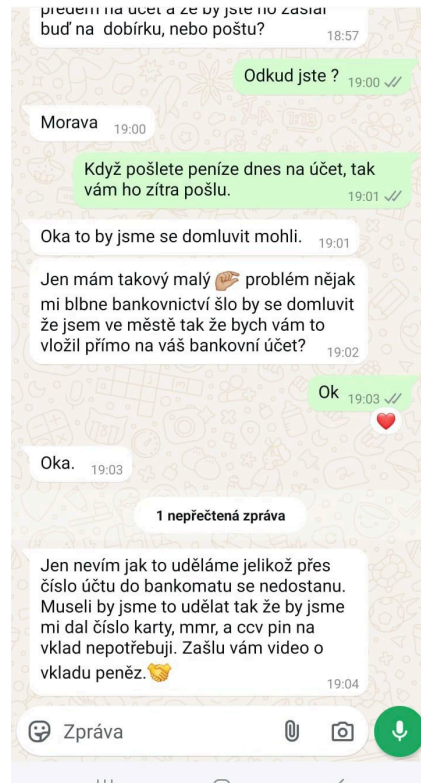 předem na účet a že by jste ho zaslal
buď na dobírku, nebo poštu?
18:57
Odkud jste ? 19:00
Morava 19:00
Když pošlete peníze dnes na účet, tak
vám ho zítra pošlu.
19:01
Oka to by jsme se domluvit mohli. 19:01
Jen mám takový malý 🤏🏼 problém nějak
mi blbne bankovnictví šlo by se domluvit
že jsem ve městě tak že bych vám to
vložil přímo na váš bankovní účet?
19:02
Ok 19:03
Oka. 19:03
1 nepřečtená zpráva
Jen nevím jak to uděláme jelikož přes
číslo účtu do bankomatu se nedostanu.
Museli by jsme to udělat tak že by jsme
mi dal číslo karty, mmr, a ccv pin na
vklad nepotřebuji. Zašlu vám video o
vkladu peněz.🤝
19:04
Zpráva